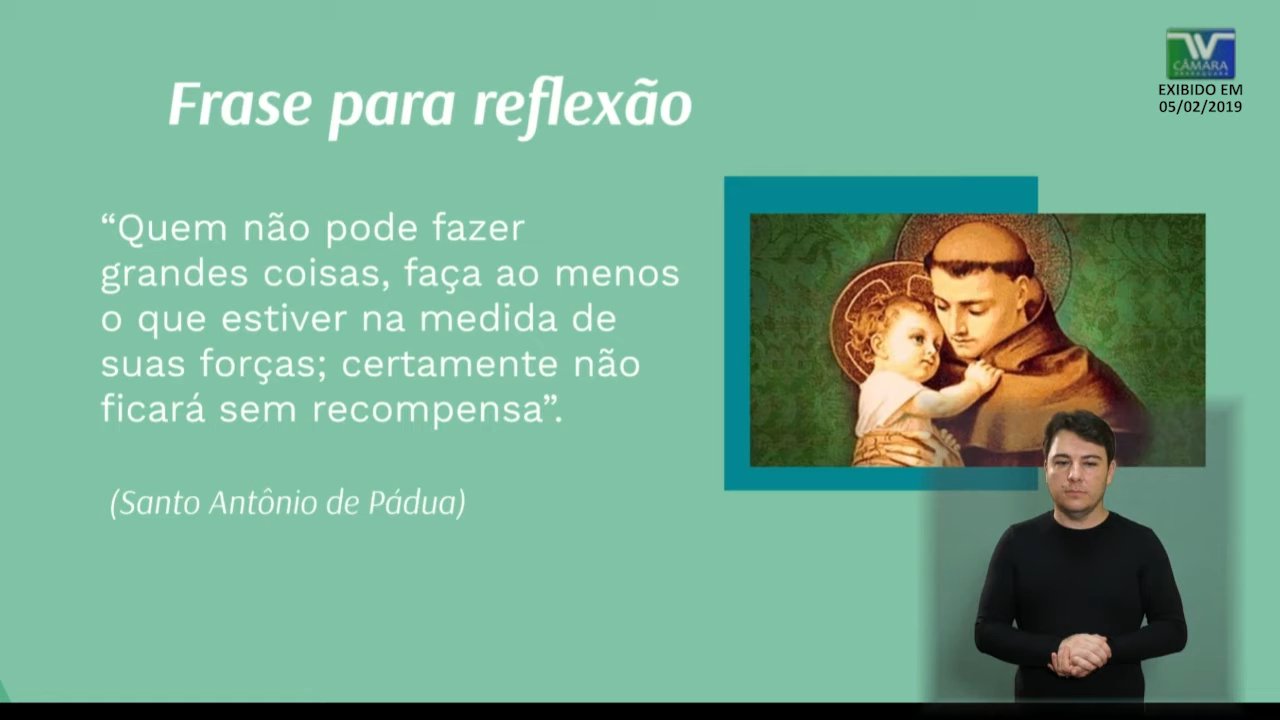 Frase para reflexão
“Quem não pode fazer
grandes coisas, faça ao menos
o que estiver na medida de
suas forças; certamente não
ficará sem recompensa”.
(Santo Antônio de Pádua)
CÂMARA
EXIBIDO EM
05/02/2019